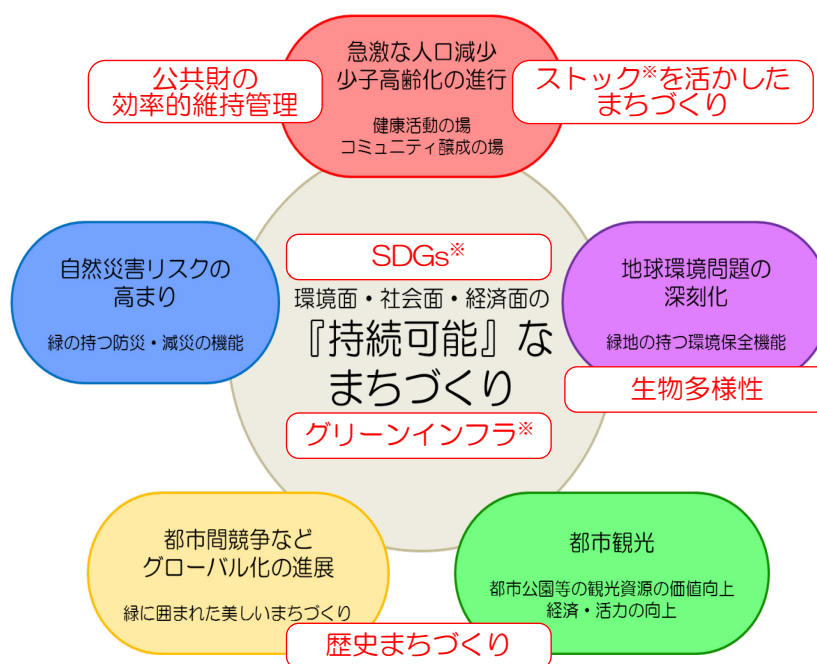 急激な人口減少
少子高齢化の進行
健康活動の場
コミュニティ醸成の場
公共財の
効率的維持管理
ストック※を活かした
まちづくり
自然災害リスクの
高まり
緑の持つ防災・減災の機能
SDGs※
環境面・社会面・経済面の
『持続可能』な
まちづくり
グリーンインフラ※
地球環境問題の
深刻化
緑地の持つ環境保全機能
生物多様性
都市間競争など
グローバル化の進展
緑に囲まれた美しいまちづくり
都市観光
都市公園等の観光資源の価値向上
経済・活力の向上
歴史まちづくり